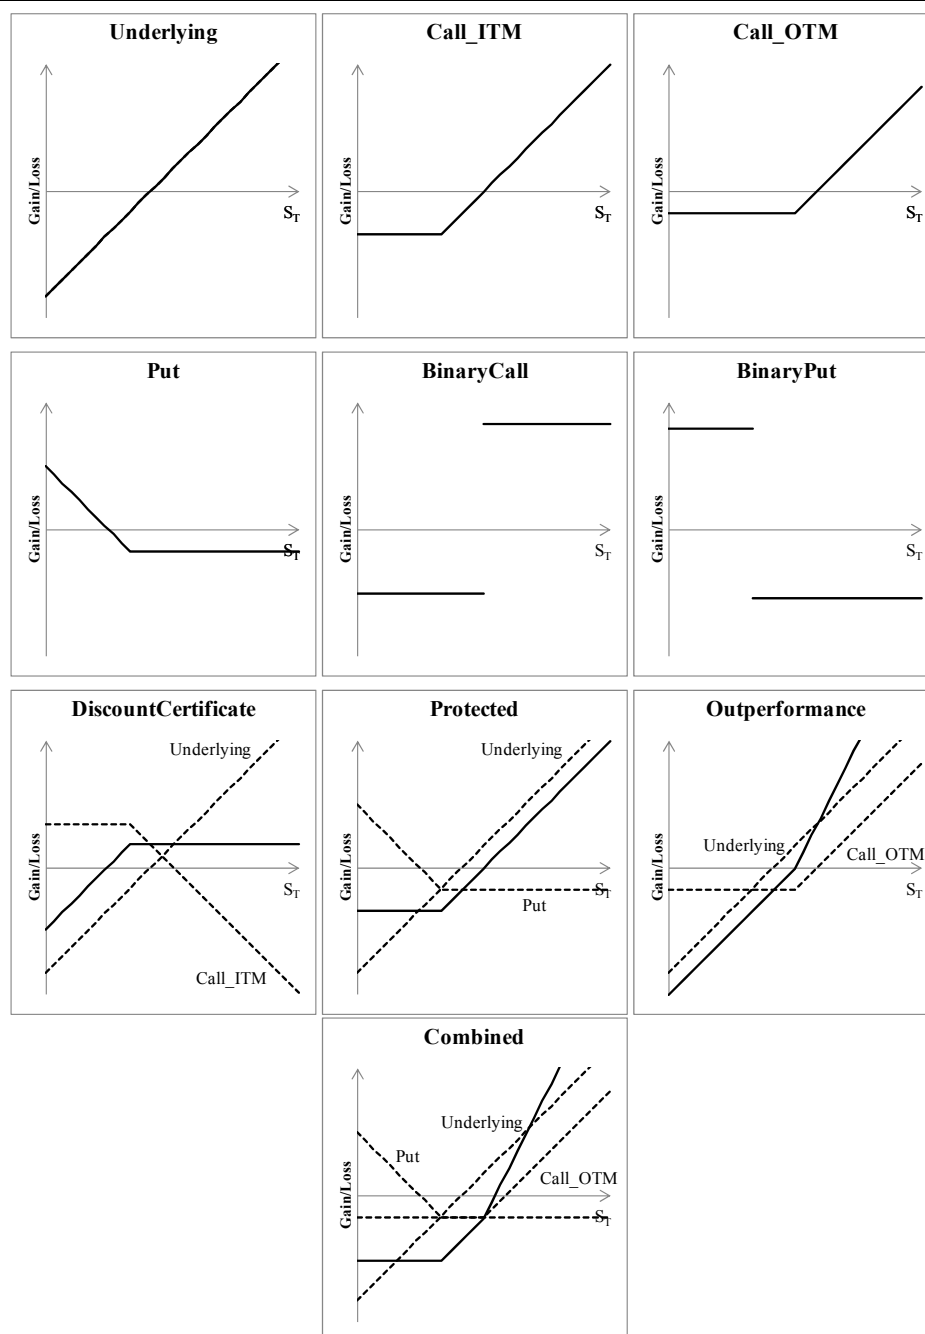 Underlying
Gain/Loss
S_T
Call_ITM
Gain/Loss
S_T
Call_OTM
Gain/Loss
S_T
Put
Gain/Loss
S_T
BinaryCall
Gain/Loss
S_T
BinaryPut
Gain/Loss
S_T
DiscountCertificate
Underlying
Gain/Loss
S_T
Call_ITM
Protected
Underlying
Gain/Loss
S_T
Put
Outperformance
Underlying
Call_OTM
Gain/Loss
S_T
Combined
Underlying
Put
Call_OTM
Gain/Loss
S_T